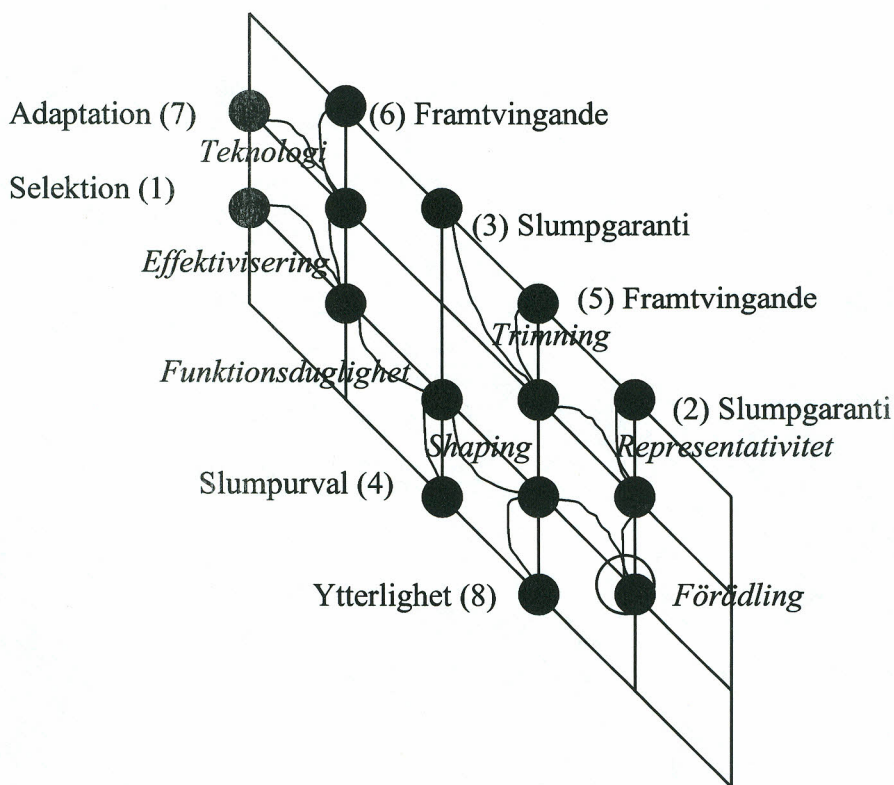 Adaptation (7)
(6) Framtvingande
Teknologi
Selektion (1)
(3) Slumpgaranti
Effektivisering
(5) Framtvingande
Trimning
Funktionsduglighet
(2) Slumpgaranti
Shaping
Representativitet
Slumpurval (4)
Ytterlighet (8)
Förädling